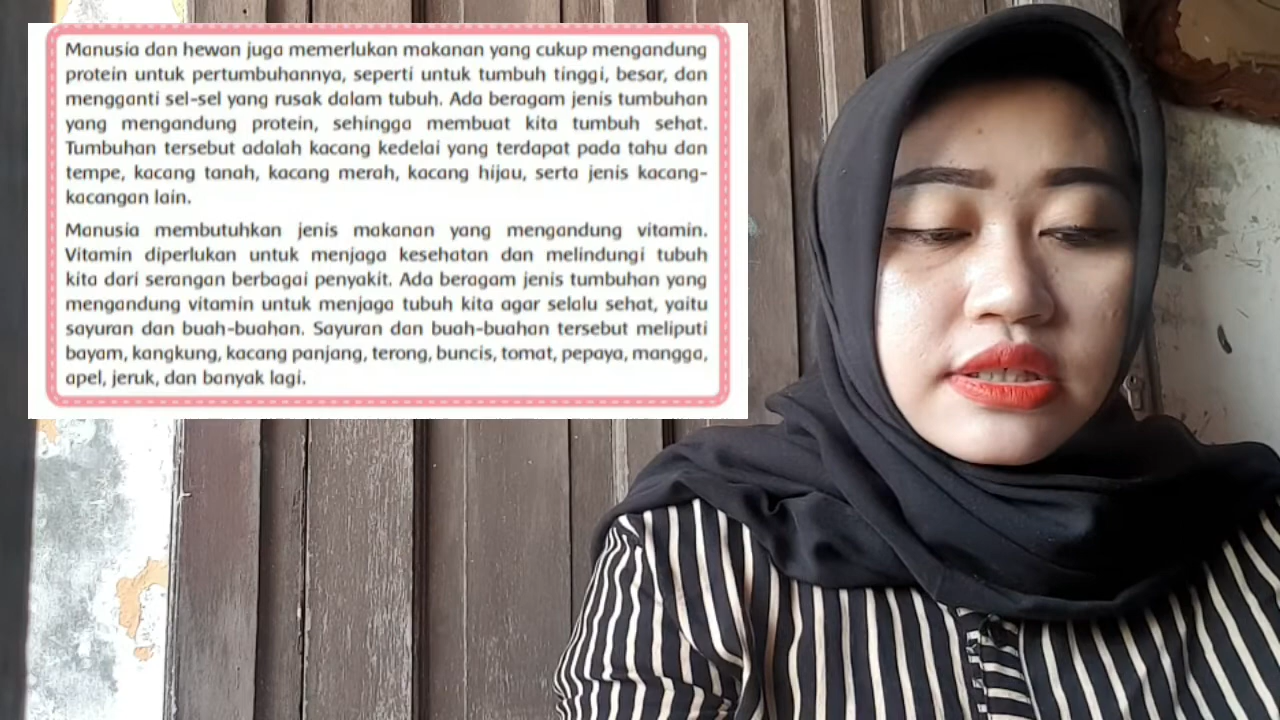 Manusia dan hewan juga memerlukan makanan yang cukup mengandung
protein untuk pertumbuhannya, seperti untuk tumbuh tinggi, besar, dan
mengganti sel-sel yang rusak dalam tubuh. Ada beragam jenis tumbuhan
yang mengandung protein, sehingga membuat kita tumbuh sehat.
Tumbuhan tersebut adalah kacang kedelai yang terdapat pada tahu dan
tempe, kacang tanah, kacang merah, kacang hijau, serta jenis kacang-
kacangan lain.
Manusia membutuhkan jenis makanan yang mengandung vitamin.
Vitamin diperlukan untuk menjaga kesehatan dan melindungi tubuh
kita dari serangan berbagai penyakit. Ada beragam jenis tumbuhan yang
mengandung vitamin untuk menjaga tubuh kita agar selalu sehat, yaitu
sayuran dan buah-buahan. Sayuran dan buah-buahan tersebut meliputi
bayam, kangkung, kacang panjang, terong, buncis, tomat, pepaya, mangga,
apel, jeruk, dan banyak lagi.